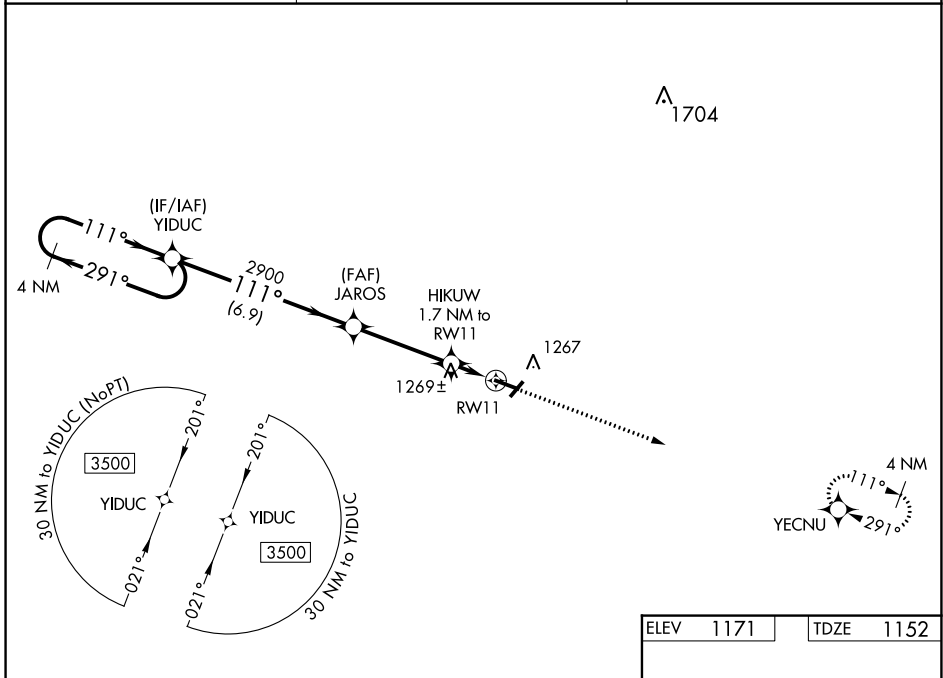 1704
(IF/IAF)
YIDUC
111°
291°
4 NM
2900
111°
(6.9)
(FAF)
JAROS
HIKUW
1.7 NM to
RW11
1269±
1267
RW11
30 NM to YIDUC (NoPT)
201°
3500
YIDUC
021°
201°
YIDUC
3500
021°
30 NM to YIDUC
4 NM
111°
291°
YECNU
ELEV 1171
TDZE 1152